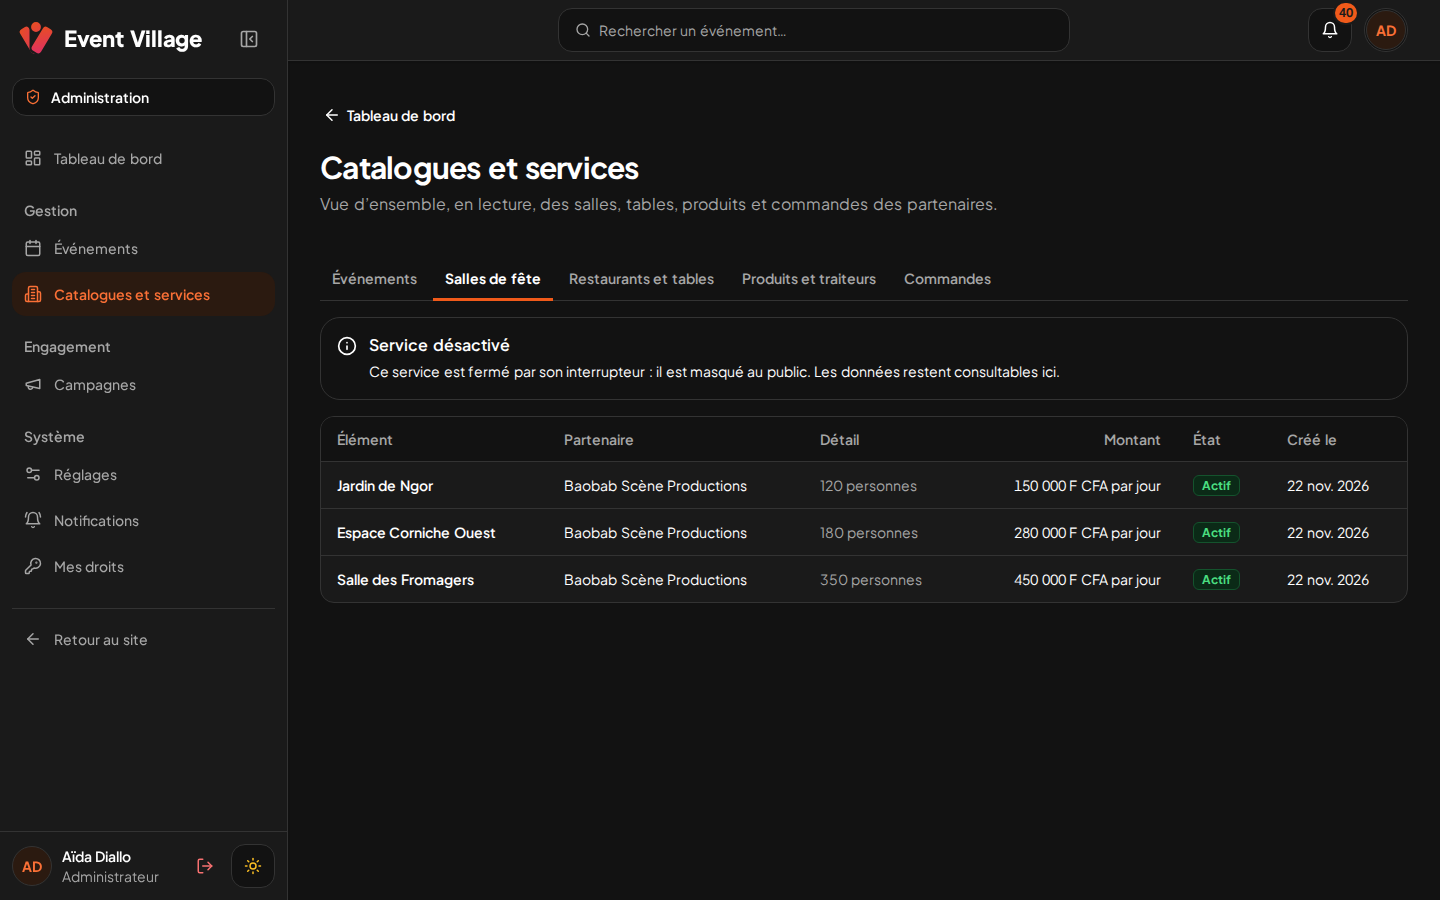 Event Village
Rechercher un événement…
40
AD
Administration
Tableau de bord
Gestion
Événements
Catalogues et services
Engagement
Campagnes
Système
Réglages
Notifications
Mes droits
Retour au site
AD
Aïda Diallo
Administrateur
Tableau de bord
Catalogues et services
Vue d’ensemble, en lecture, des salles, tables, produits et commandes des partenaires.
Événements Salles de fête Restaurants et tables Produits et traiteurs Commandes
Service désactivé
Ce service est fermé par son interrupteur : il est masqué au public. Les données restent consultables ici.
Élément Partenaire Détail Montant État Créé le
Jardin de Ngor Baobab Scène Productions 120 personnes 150 000 F CFA par jour Actif 22 nov. 2026
Espace Corniche Ouest Baobab Scène Productions 180 personnes 280 000 F CFA par jour Actif 22 nov. 2026
Salle des Fromagers Baobab Scène Productions 350 personnes 450 000 F CFA par jour Actif 22 nov. 2026